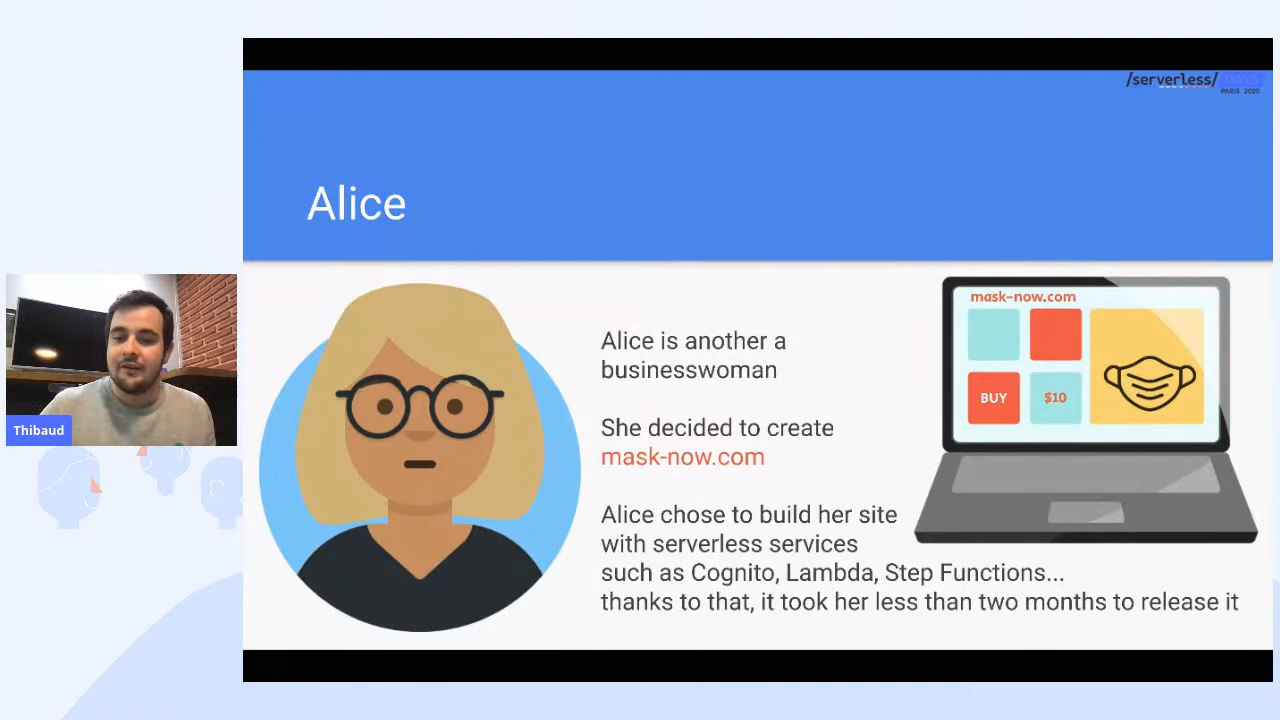 /serverless/
PARIS 2020
Alice
Thibaud
Alice is another a
businesswoman
She decided to create
mask-now.com
Alice chose to build her site
with serverless services
such as Cognito, Lambda, Step Functions...
thanks to that, it took her less than two months to release it
mask-now.com
BUY
$10